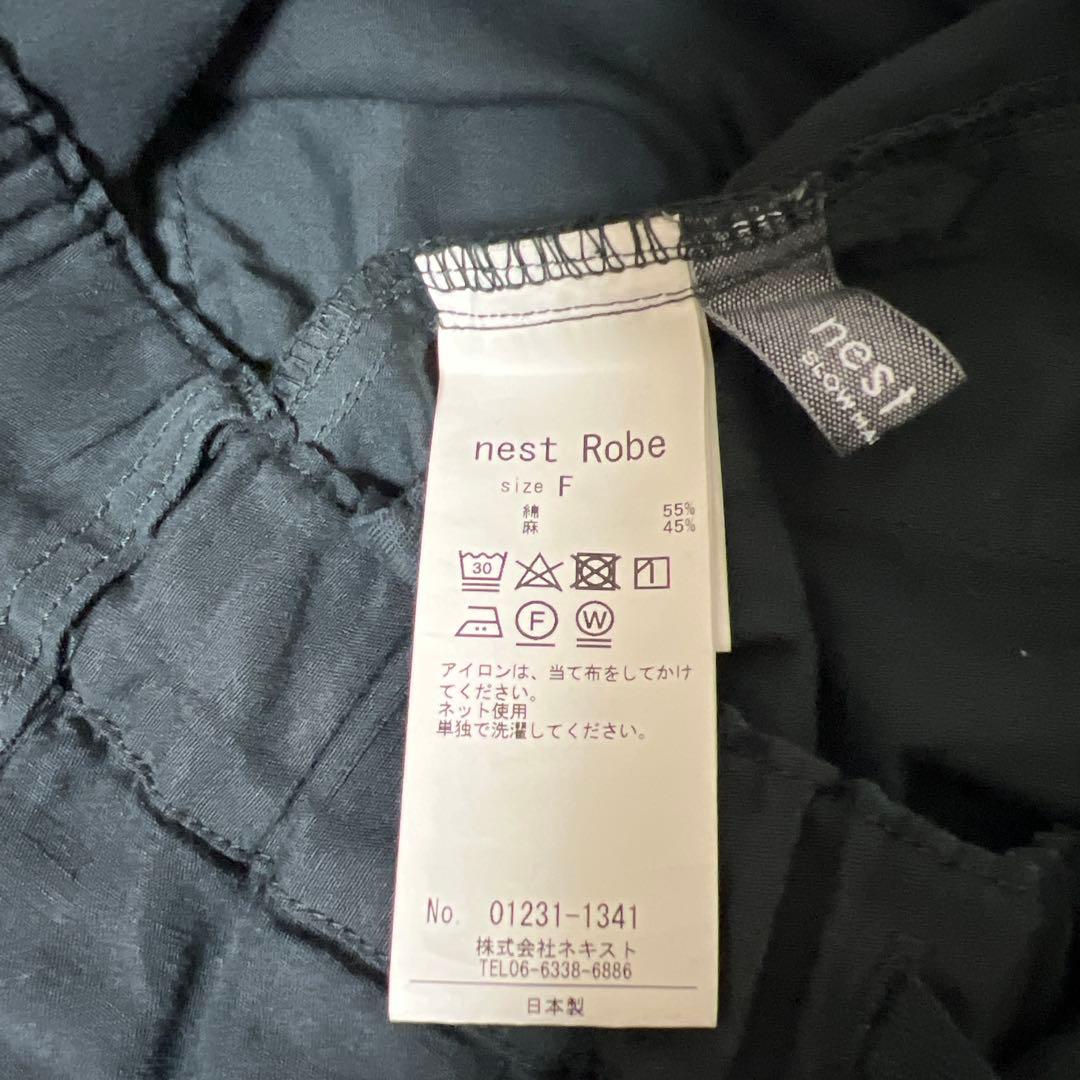 nest Robe
size F
綿 55%
麻 45%
30
F
W
アイロンは、当て布をしてかけ
てください。
ネット使用
単独で洗濯してください。
No. 01231-1341
株式会社ネキスト
TEL06-6338-6886
日本製
nest